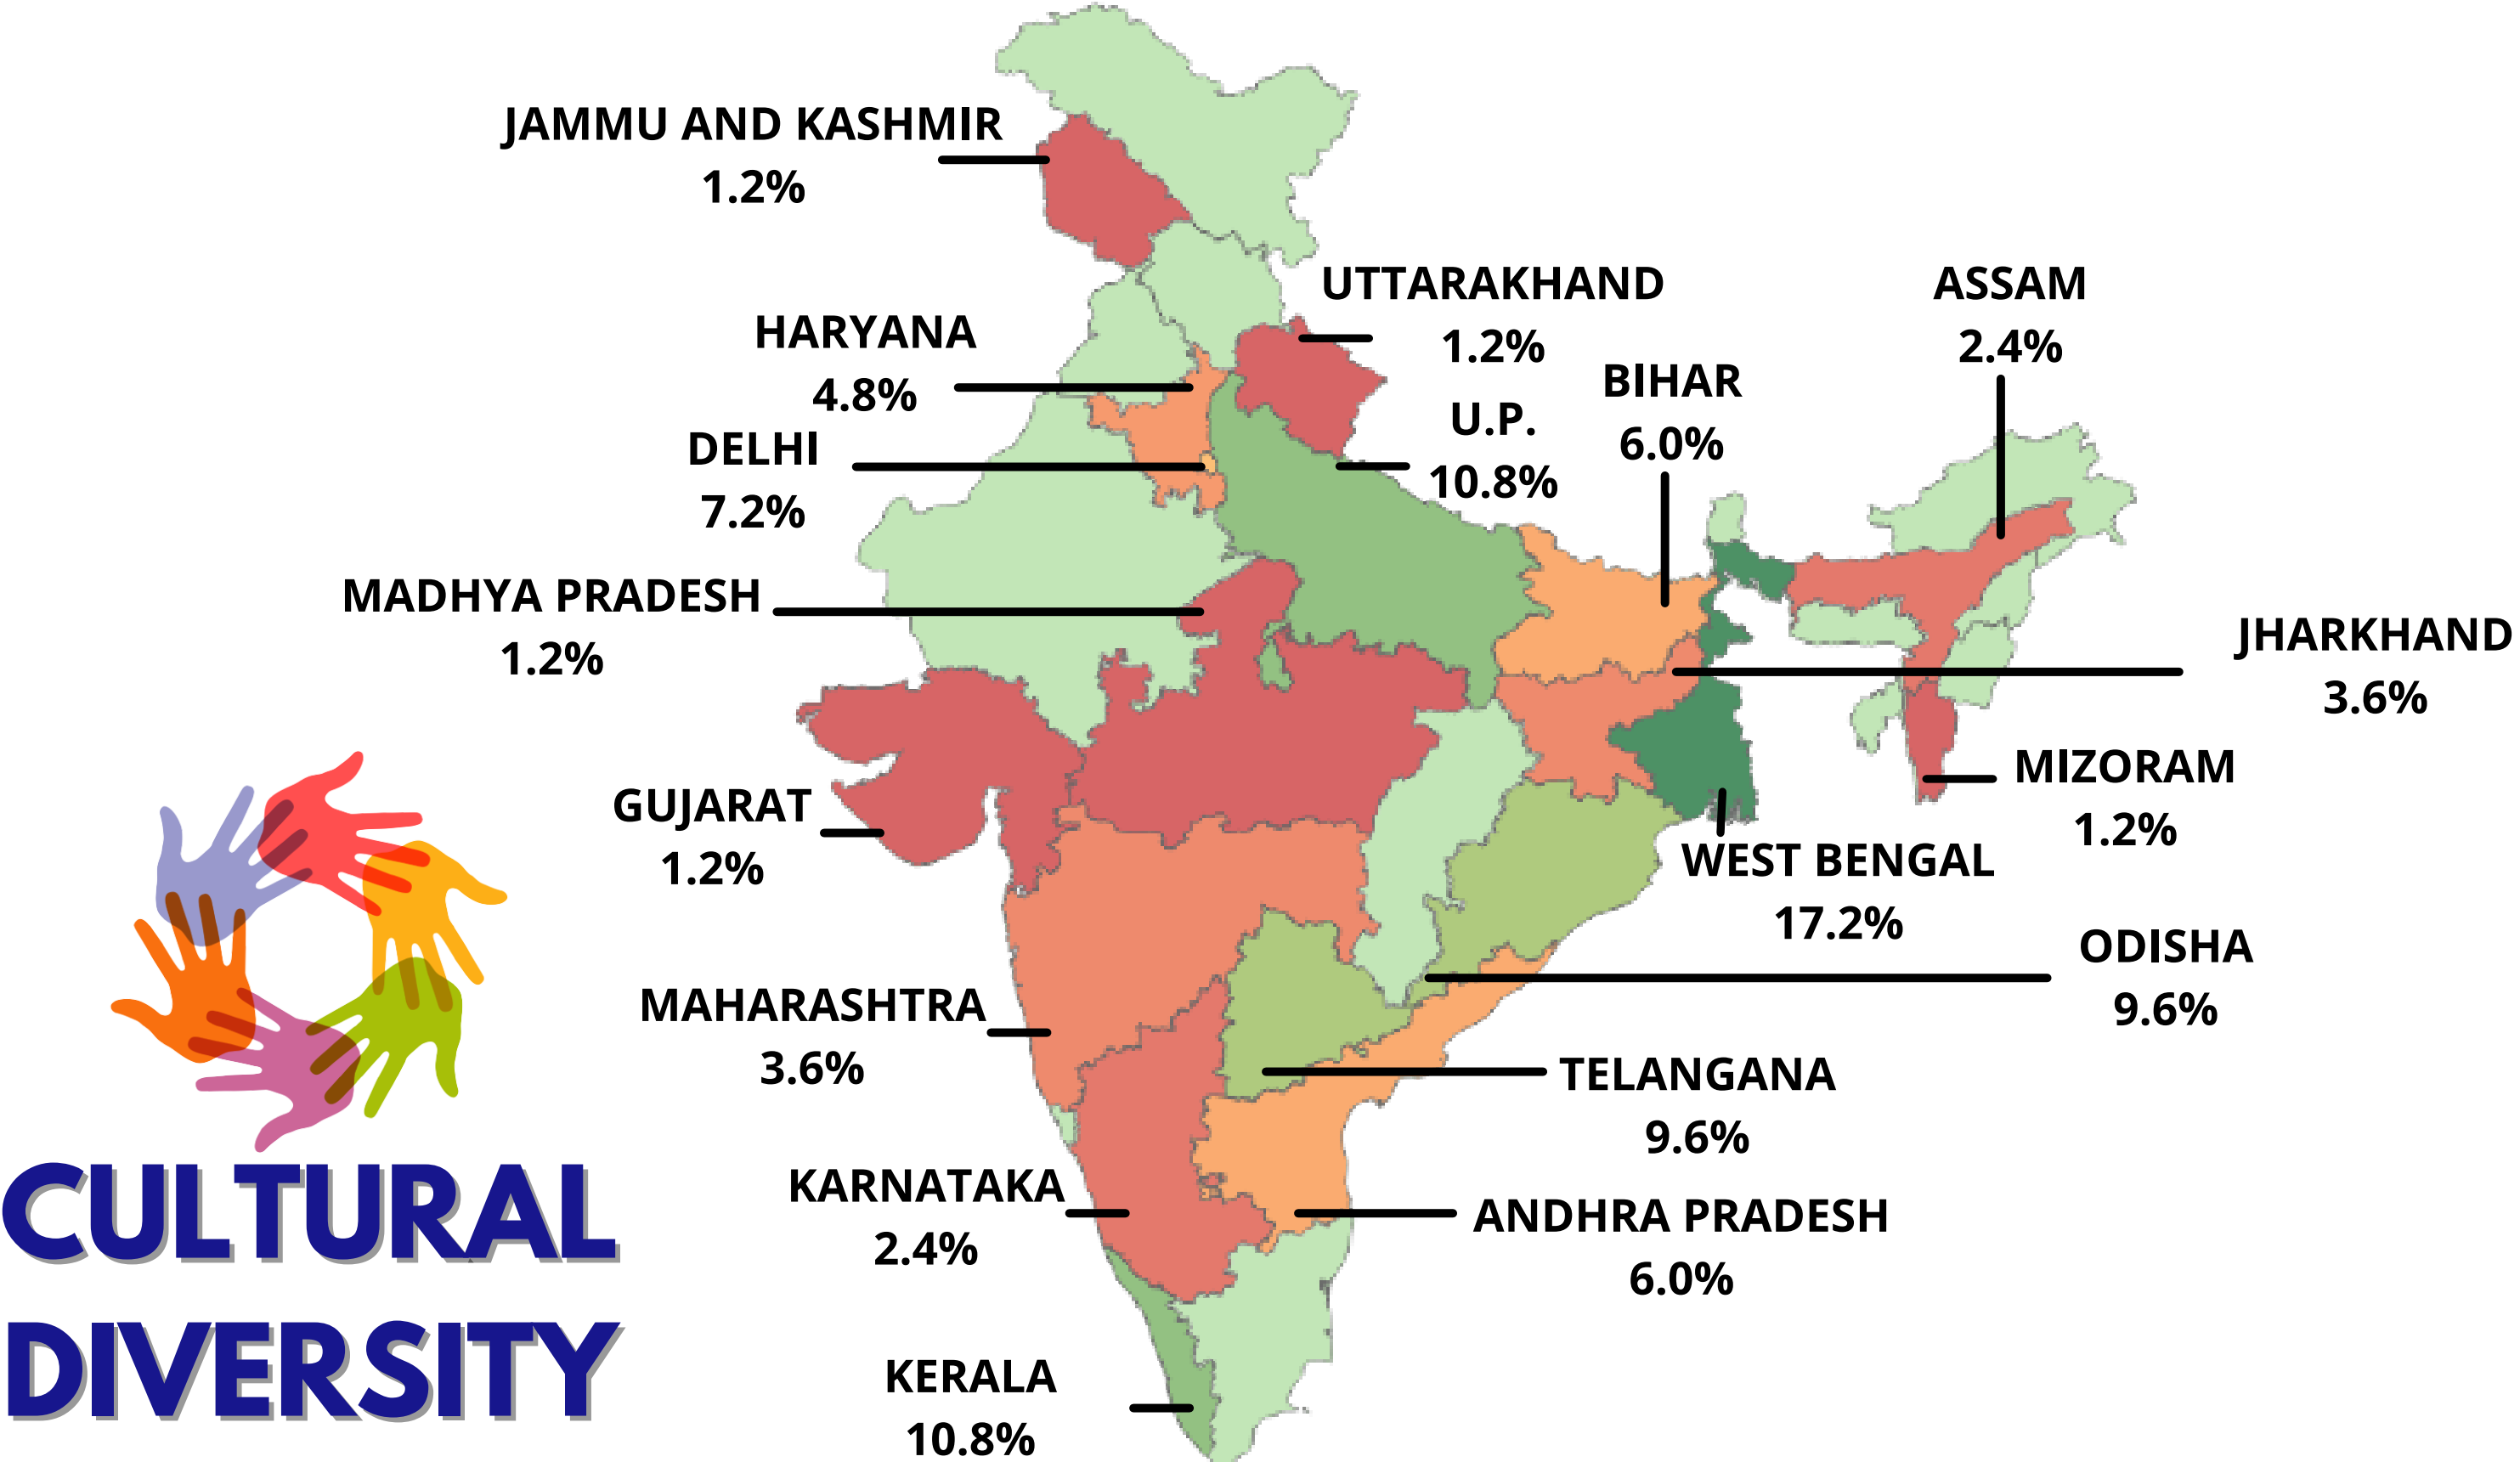 JAMMU AND KASHMIR
1.2%
UTTARAKHAND
1.2%
ASSAM
2.4%
HARYANA
4.8%
BIHAR
6.0%
U.P.
10.8%
DELHI
7.2%
MADHYA PRADESH
1.2%
JHARKHAND
3.6%
MIZORAM
1.2%
GUJARAT
1.2%
WEST BENGAL
17.2%
ODISHA
9.6%
MAHARASHTRA
3.6%
TELANGANA
9.6%
KARNATAKA
2.4%
ANDHRA PRADESH
6.0%
KERALA
10.8%
CULTURAL
DIVERSITY